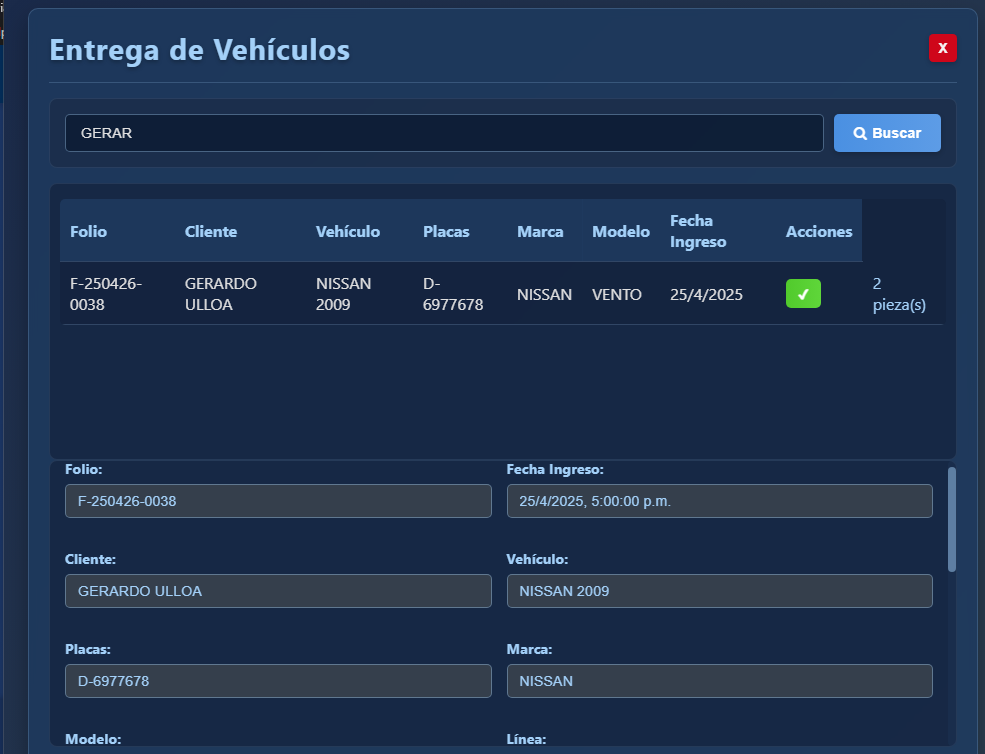 Entrega de Vehículos
X
GERAR
Buscar
Folio Cliente Vehículo Placas Marca Modelo Fecha Ingreso Acciones
F-250426-0038 GERARDO ULLOA NISSAN 2009 D-6977678 NISSAN VENTO 25/4/2025 2 pieza(s)
Folio: Fecha Ingreso:
F-250426-0038 25/4/2025, 5:00:00 p.m.
Cliente: Vehículo:
GERARDO ULLOA NISSAN 2009
Placas: Marca:
D-6977678 NISSAN
Modelo: Línea: